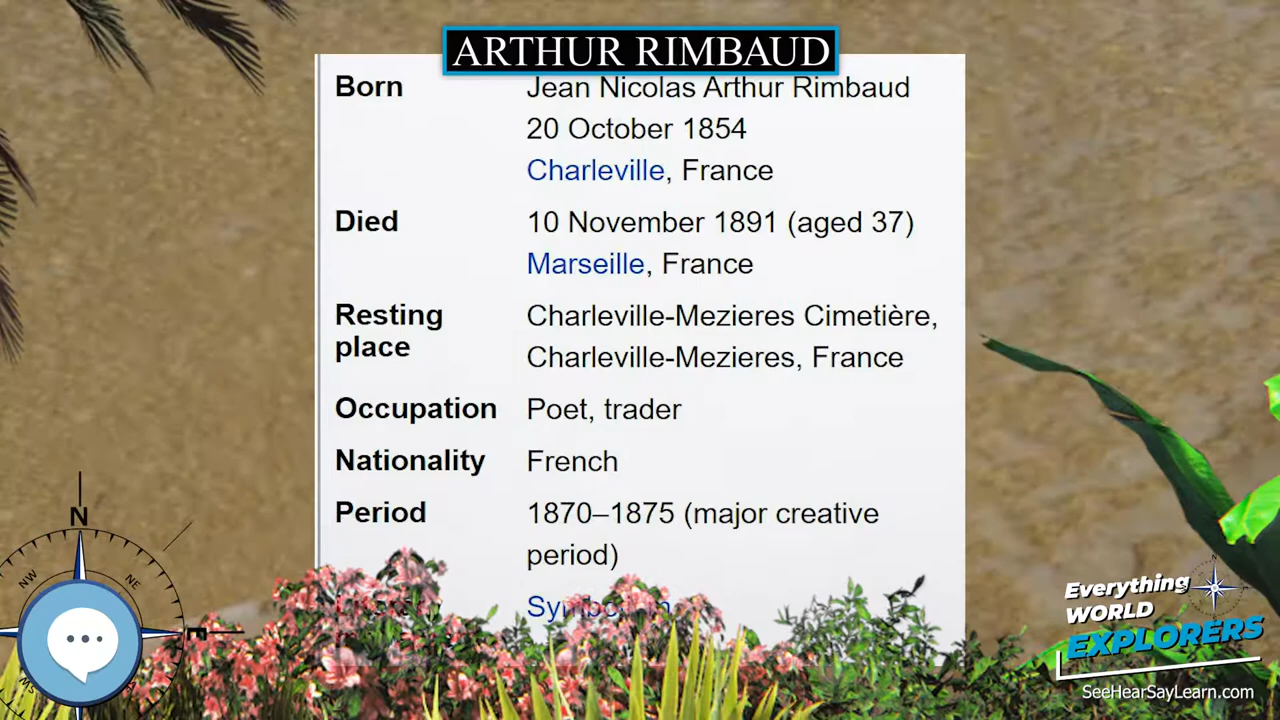 ARTHUR RIMBAUD
Born
Jean Nicolas Arthur Rimbaud
20 October 1854
Charleville, France
Died
10 November 1891 (aged 37)
Marseille, France
Resting
place
Charleville-Mezieres Cimetière,
Charleville-Mezieres, France
Occupation
Poet, trader
Nationality
French
Period
1870–1875 (major creative
period)
N
NW
NE
E
N
Everything
WORLD
EXPLORERS
SeeHearSayLearn.com